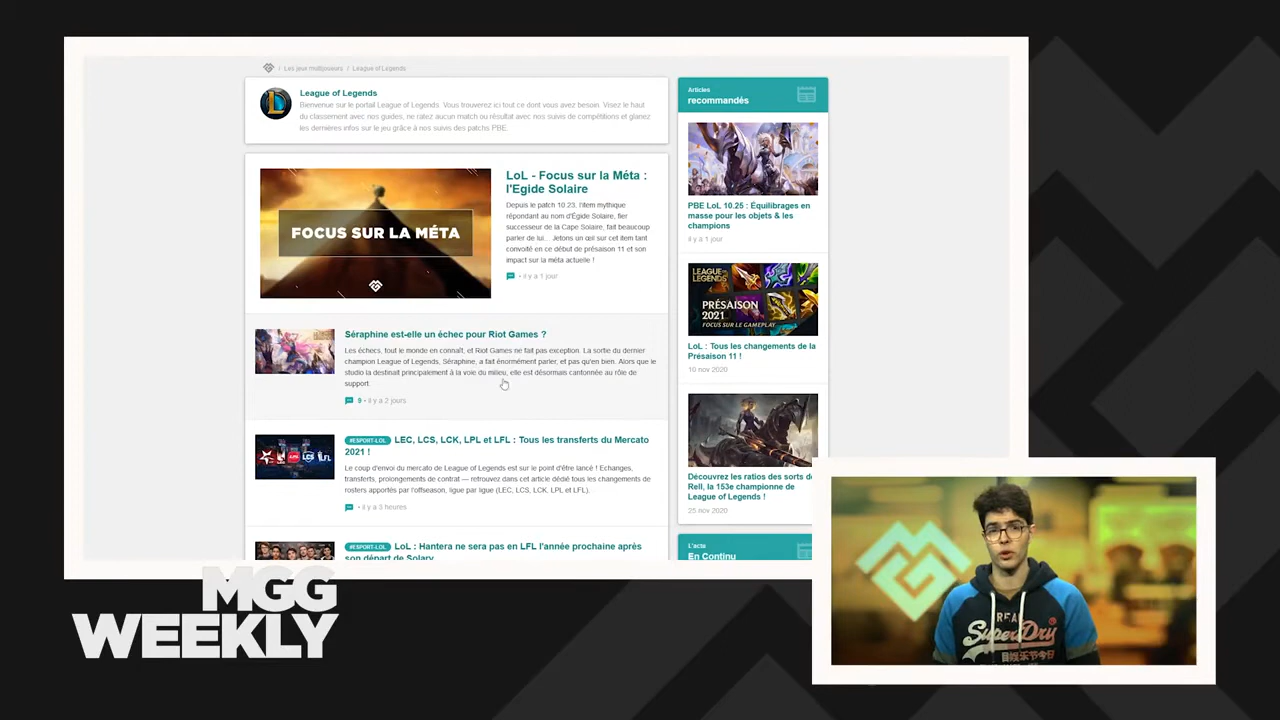 / Les jeux multijoueurs / League of Legends
League of Legends
Bienvenue sur le portail League of Legends. Vous trouverez ici tout ce dont vous avez besoin. Visez le haut
du classement avec nos guides, ne ratez aucun match ou résultat avec nos suivis de compétitions et glanez
les dernières infos sur le jeu grâce à nos suivis des patchs PBE.
FOCUS SUR LA MÉTA
LoL - Focus sur la Méta :
l'Egide Solaire
Depuis le patch 10.23, l'item mythique
répondant au nom d'Égide Solaire, fier
successeur de la Cape Solaire, fait beaucoup
parler de lui... Jetons un œil sur cet item tant
convoité en ce début de présaison 11 et son
impact sur la méta actuelle !
• il y a 1 jour
Séraphine est-elle un échec pour Riot Games ?
Les échecs, tout le monde en connaît, et Riot Games ne fait pas exception. La sortie du dernier
champion League of Legends, Séraphine, a fait énormément parler, et pas qu'en bien. Alors que le
studio la destinait principalement à la voie du milieu, elle est désormais cantonnée au rôle de
support.
9 • il y a 2 jours
LCS LFL
#ESPORT-LOL LEC, LCS, LCK, LPL et LFL : Tous les transferts du Mercato
2021 !
Le coup d'envoi du mercato de League of Legends est sur le point d'être lancé ! Echanges,
transferts, prolongements de contrat — retrouvez dans cet article dédié tous les changements de
rosters apportés par l'offseason, ligue par ligue (LEC, LCS, LCK, LPL et LFL).
• il y a 3 heures
#ESPORT-LOL LoL : Hantera ne sera pas en LFL l'année prochaine après
son départ de Solary
Articles
recommandés
PBE LoL 10.25 : Équilibrages en
masse pour les objets & les
champions
il y a 1 jour
LEAGUE OF
LEGENDS
PRÉSAISON
2021
FOCUS SUR LE GAMEPLAY
LoL : Tous les changements de la
Présaison 11 !
10 nov 2020
Découvrez les ratios des sorts de
Rell, la 153e championne de
League of Legends !
25 nov 2020
L'actu
En Continu
MGG
WEEKLY
REAL
SuperDry